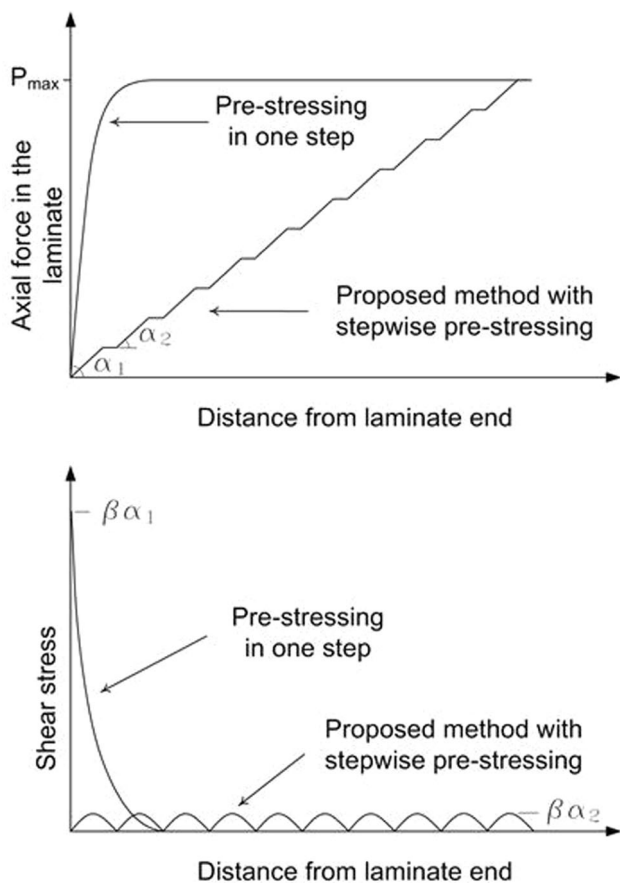 P max
Axial force in the
laminate
Pre-stressing
in one step
Proposed method with
stepwise pre-stressing
α1
α2
Distance from laminate end
Shear stress
βα1
Pre-stressing
in one step
Proposed method with
stepwise pre-stressing
βα2
Distance from laminate end